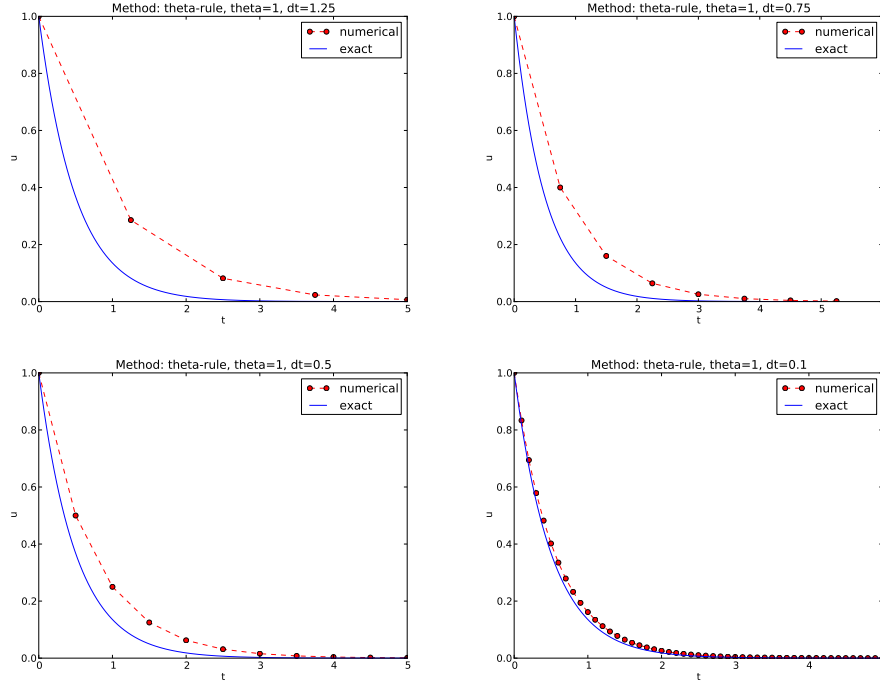 Method: theta-rule, theta=1, dt=1.25
1.0
0.8
0.6
0.4
0.2
0.0
u
numerical
exact
0 1 2 3 4 5
t
Method: theta-rule, theta=1, dt=0.75
1.0
0.8
0.6
0.4
0.2
0.0
u
numerical
exact
0 1 2 3 4 5
t
Method: theta-rule, theta=1, dt=0.5
1.0
0.8
0.6
0.4
0.2
0.0
u
numerical
exact
0 1 2 3 4 5
t
Method: theta-rule, theta=1, dt=0.1
1.0
0.8
0.6
0.4
0.2
0.0
u
numerical
exact
0 1 2 3 4
t